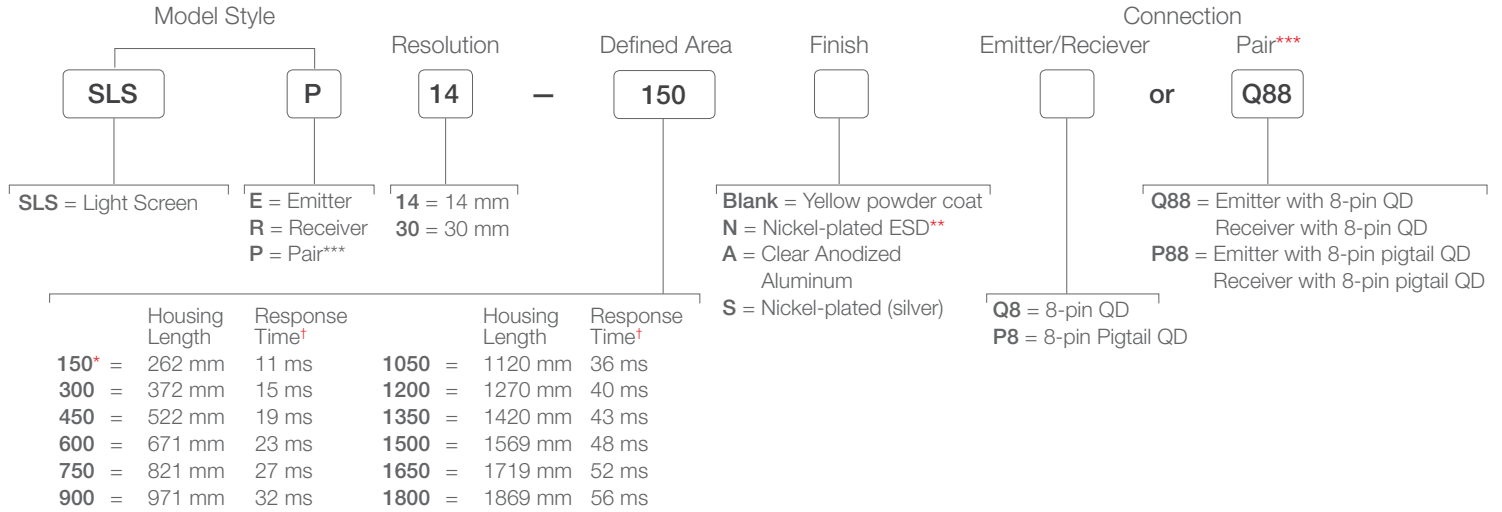 Model Style
Connection
Resolution
Defined Area
Finish
Emitter/Reciever
Pair***
SLS P 14 – 150 or Q88
SLS = Light Screen
E = Emitter
R = Receiver
P = Pair***
14 = 14 mm
30 = 30 mm
Blank = Yellow powder coat
N = Nickel-plated ESD**
A = Clear Anodized
Aluminum
S = Nickel-plated (silver)
Q8 = 8-pin QD
P8 = 8-pin Pigtail QD
Q88 = Emitter with 8-pin QD
Receiver with 8-pin QD
P88 = Emitter with 8-pin pigtail QD
Receiver with 8-pin pigtail QD
Housing Response Housing Response
Length Time† Length Time†
150* = 262 mm 11 ms 1050 = 1120 mm 36 ms
300 = 372 mm 15 ms 1200 = 1270 mm 40 ms
450 = 522 mm 19 ms 1350 = 1420 mm 43 ms
600 = 671 mm 23 ms 1500 = 1569 mm 48 ms
750 = 821 mm 27 ms 1650 = 1719 mm 52 ms
900 = 971 mm 32 ms 1800 = 1869 mm 56 ms